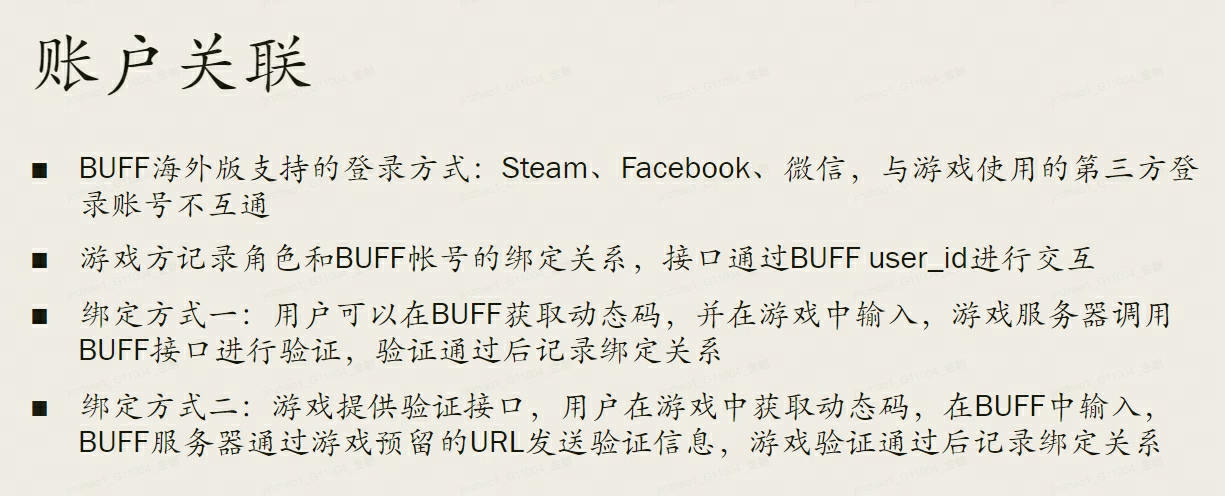 账户关联
■ BUFF海外版支持的登录方式：Steam、Facebook、微信，与游戏使用的第三方登
录账号不互通
■ 游戏方记录角色和BUFF帐号的绑定关系，接口通过BUFF user_id进行交互
■ 绑定方式一：用户可以在BUFF获取动态码，并在游戏中输入，游戏服务器调用
BUFF接口进行验证，验证通过后记录绑定关系
■ 绑定方式二：游戏提供验证接口，用户在游戏中获取动态码，在BUFF中输入，
BUFF服务器通过游戏预留的URL发送验证信息，游戏验证通过后记录绑定关系